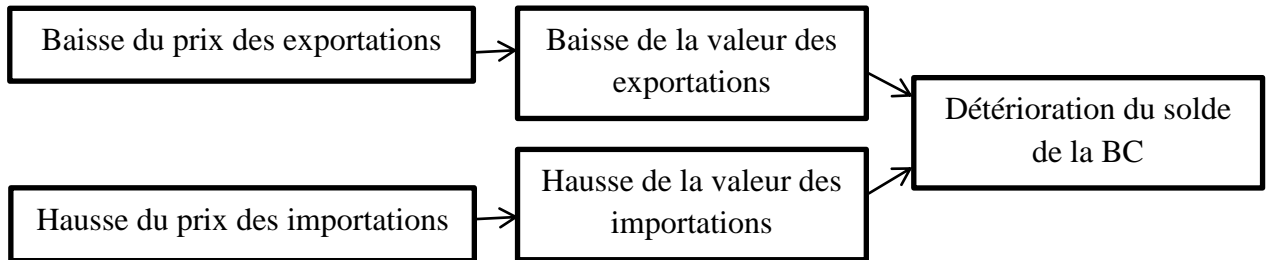 Baisse du prix des exportations
Baisse de la valeur des
exportations
Détérioration du solde
de la BC
Hausse du prix des importations
Hausse de la valeur des
importations